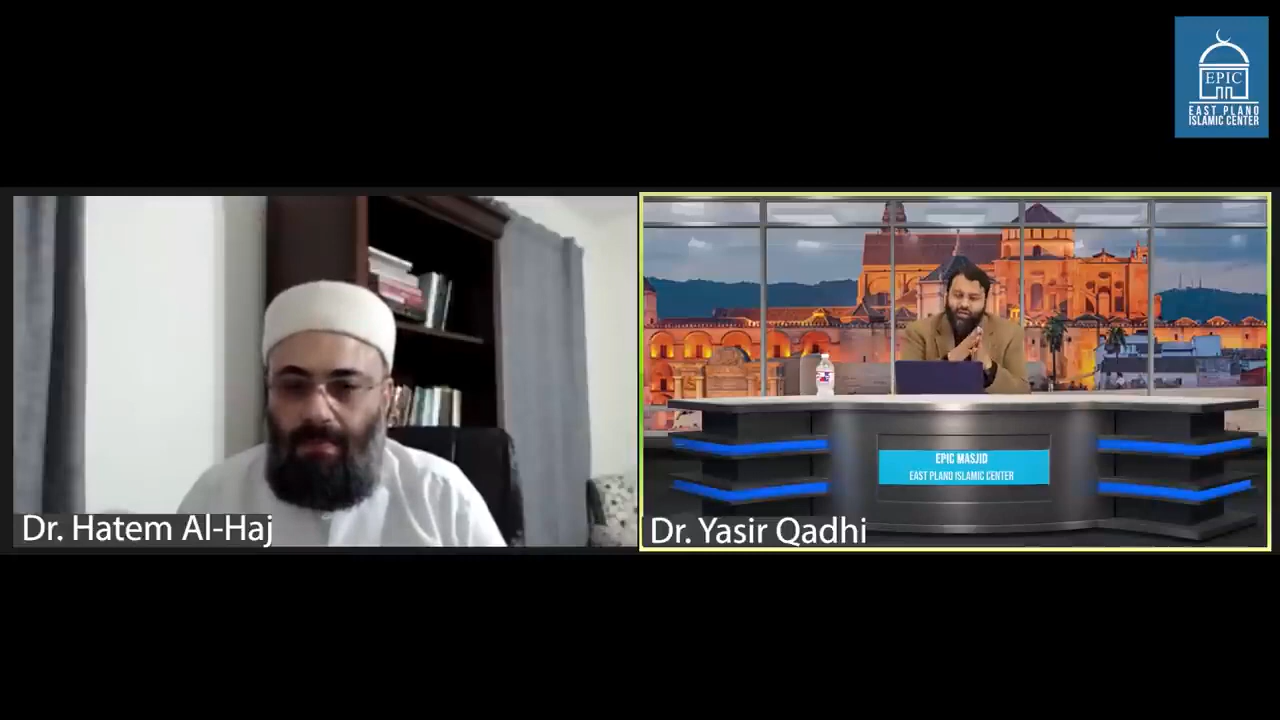 EPIC
EAST PLANO
ISLAMIC CENTER
Dr. Hatem Al-Haj
EPIC MASJID
EAST PLANO ISLAMIC CENTER
Dr. Yasir Qadhi